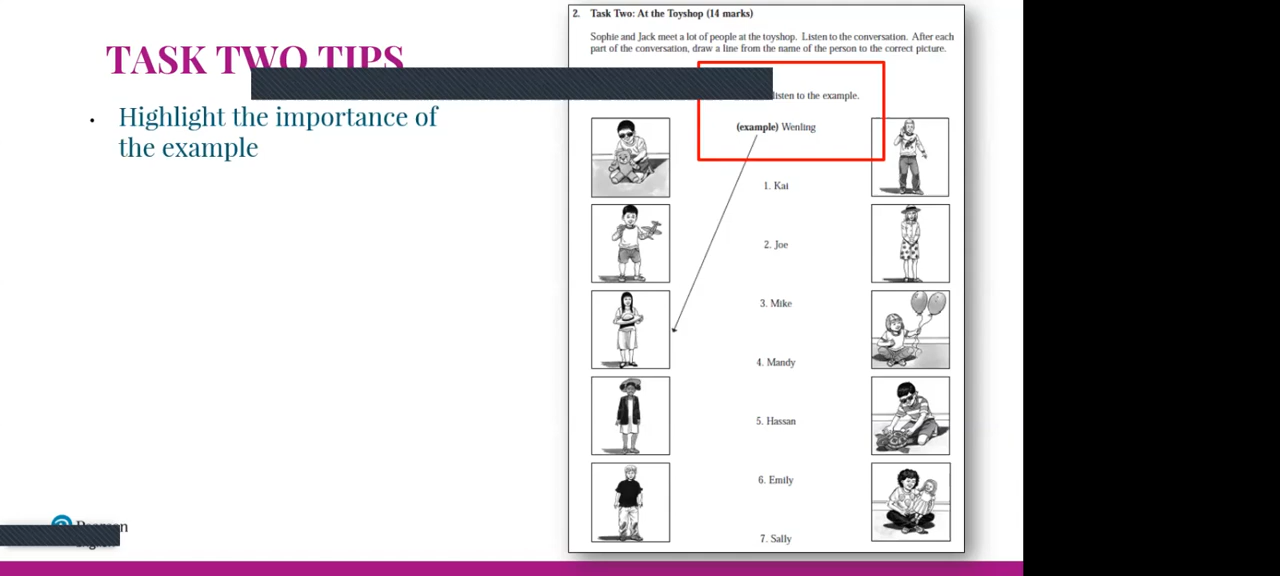 TASK TWO TIPS
Highlight the importance of
the example
2. Task Two: At the Toyshop (14 marks)
Sophie and Jack meet a lot of people at the toyshop. Listen to the conversation. After each
part of the conversation, draw a line from the name of the person to the correct picture.
listen to the example.
(example) Wenling
1. Kai
2. Joe
3. Mike
4. Mandy
5. Hassan
6. Emily
7. Sally